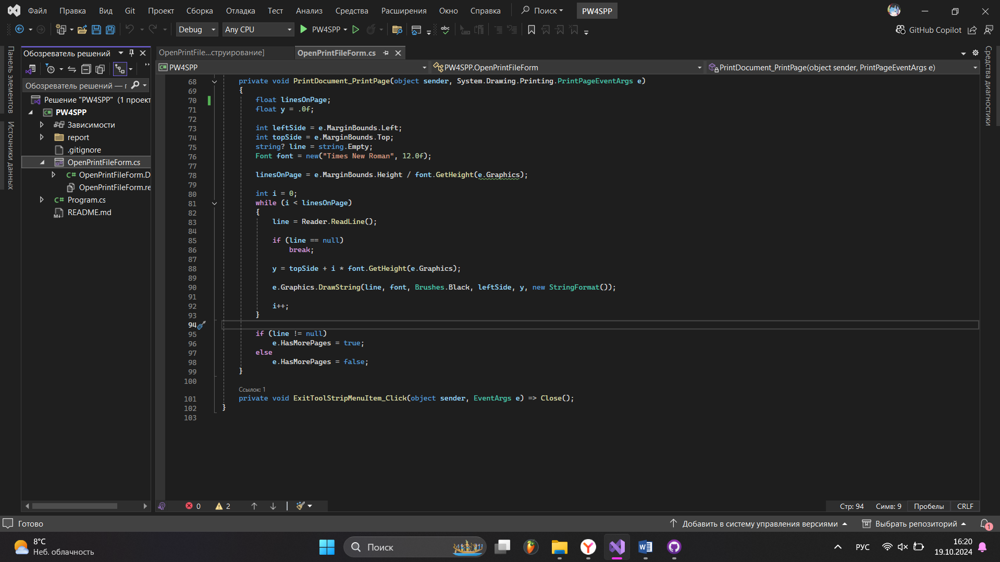 Файл Правка Вид Git Проект Сборка Отладка Тест Анализ Средства Расширения Окно Справка Поиск PW4SPP
Debug Any CPU PW4SPP abc GitHub Copilot
Панель элементов
Источники данных
Обозреватель решений
Обозреватель решений — г
Решение "PW4SPP" (1 проект
PW4SPP
Зависимости
report
.gitignore
OpenPrintFileForm.cs
OpenPrintFileForm.D
OpenPrintFileForm.re
Program.cs
README.md
OpenPrintFile...струирование] OpenPrintFileForm.cs
PW4SPP PW4SPP.OpenPrintFileForm PrintDocument_PrintPage(object sender, PrintPageEventArgs e)
68 private void PrintDocument_PrintPage(object sender, System.Drawing.Printing.PrintPageEventArgs e)
69 {
70 float linesOnPage;
71 float y = .0f;
72
73 int leftSide = e.MarginBounds.Left;
74 int topSide = e.MarginBounds.Top;
75 string? line = string.Empty;
76 Font font = new("Times New Roman", 12.0f);
77
78 linesOnPage = e.MarginBounds.Height / font.GetHeight(e.Graphics);
79
80 int i = 0;
81 while (i < linesOnPage)
82 {
83 line = Reader.ReadLine();
84
85 if (line == null)
86 break;
87
88 y = topSide + i * font.GetHeight(e.Graphics);
89
90 e.Graphics.DrawString(line, font, Brushes.Black, leftSide, y, new StringFormat());
91
92 i++;
93 }
94
95 if (line != null)
96 e.HasMorePages = true;
97 else
98 e.HasMorePages = false;
99 }
100
Ссылок: 1
101 private void ExitToolStripMenuItem_Click(object sender, EventArgs e) => Close();
102 }
103
Средства диагностики
0 2 Стр: 94 Симв: 9 Пробелы CRLF
Готово Добавить в систему управления версиями Выбрать репозиторий 1
8°C
Неб. облачность
Поиск
РУС
16:20
19.10.2024